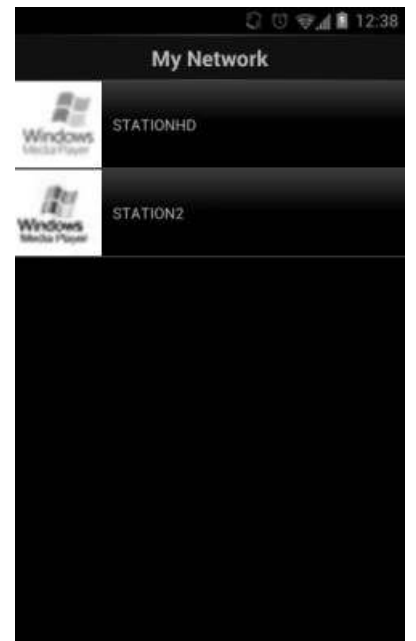 12:38
My Network
Windows
Media Player
STATIONHD
Windows
Media Player
STATION2